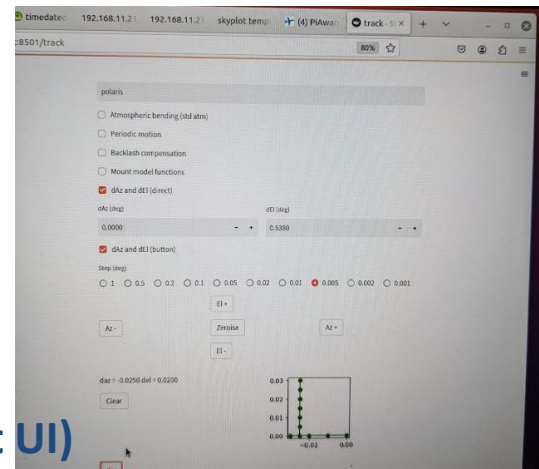 timedatec 192.168.11.2 192.168.11.21 skyplot temp (4) PiAwar track - St
:8501/track 80%
polaris
Atmospheric bending (std atm)
Periodic motion
Backlash compensation
Mount model functions
dAz and dEl (direct)
dAz (deg) dEl (deg)
0.0000 - + 0.5390 - +
dAz and dEl (button)
Step (deg)
1 0.5 0.2 0.1 0.05 0.02 0.01 0.005 0.002 0.001
El +
Az - Zeroise Az +
El -
daz = -0.0250 del = 0.0200
Clear
0.03
0.02
0.01
0.00
-0.02 0.00
t UI)